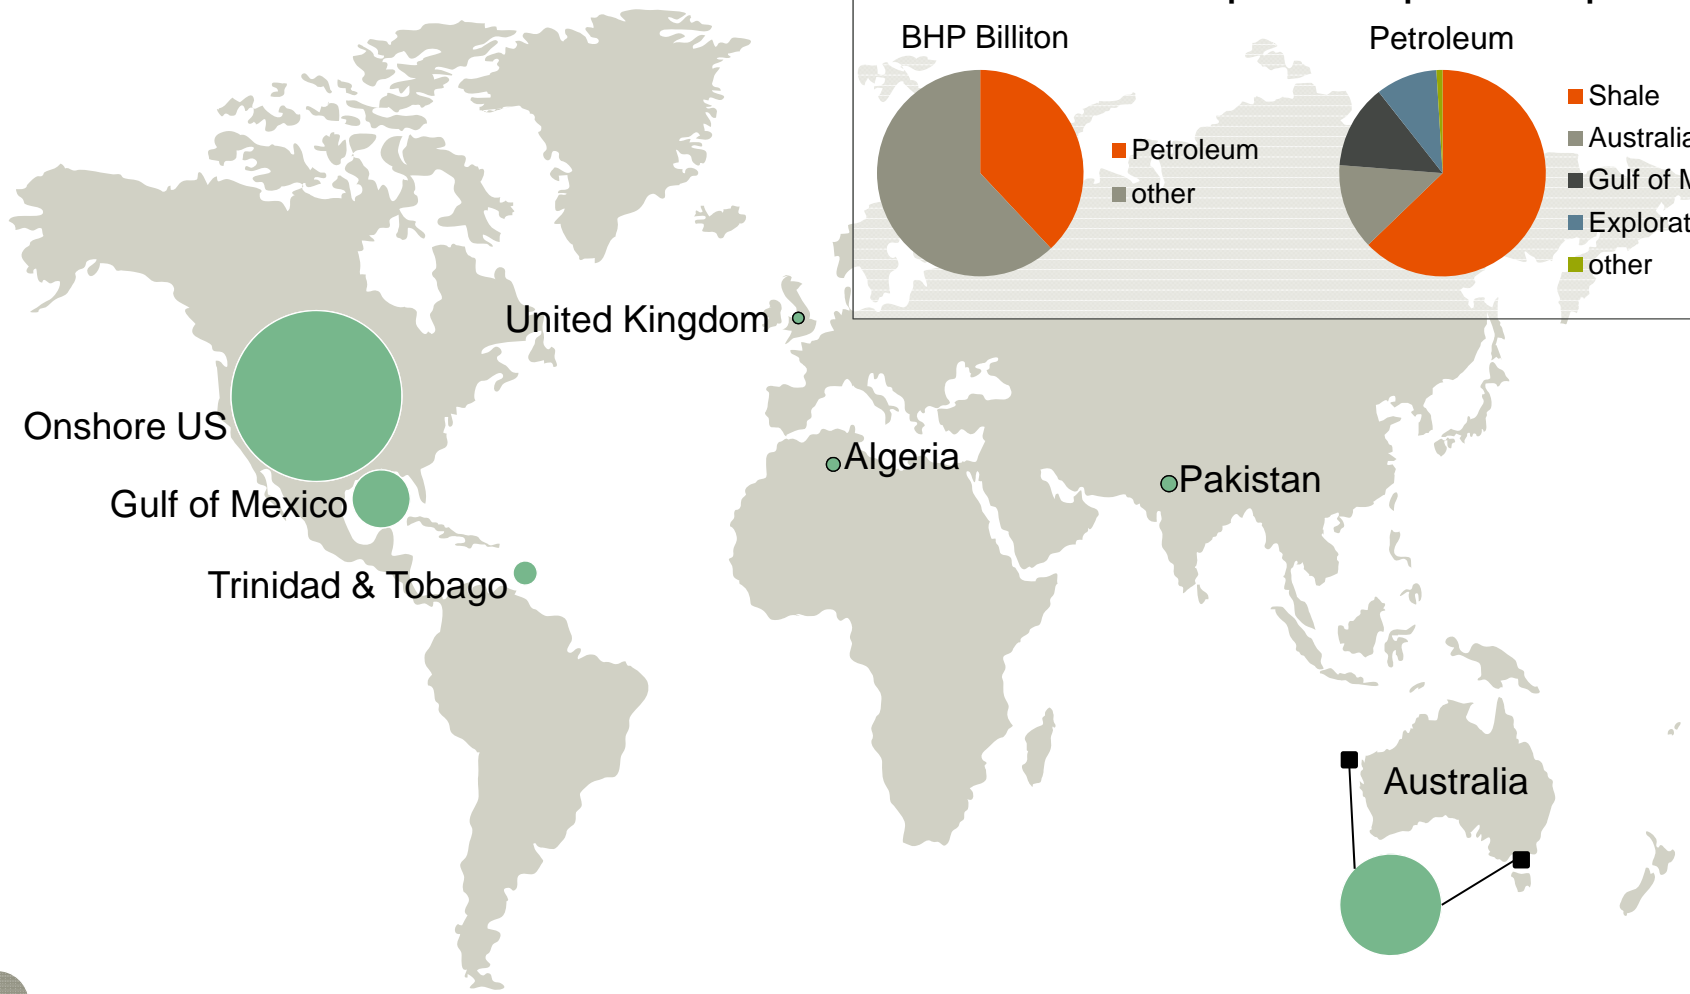 BHP Billiton
Petroleum
Petroleum
other
Shale
Australia
Gulf of
other
United Kingdom
Onshore US
Algeria
Pakistan
Gulf of Mexico
Trinidad & Tobago
Australia